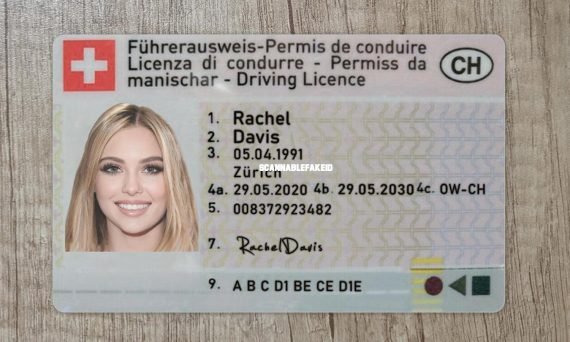 Führerausweis-Permis de conduire
Licenza di condurre - Permiss da
manischar - Driving Licence
CH
1. Rachel
2. Davis
3. 05.04.1991
SCANNABLEFAKEID
Zürich
4a. 29.05.2020 4b. 29.05.2030 4c. OW-CH
5. 008372923482
7. RachelDavis
9. A B C D1 BE CE D1E